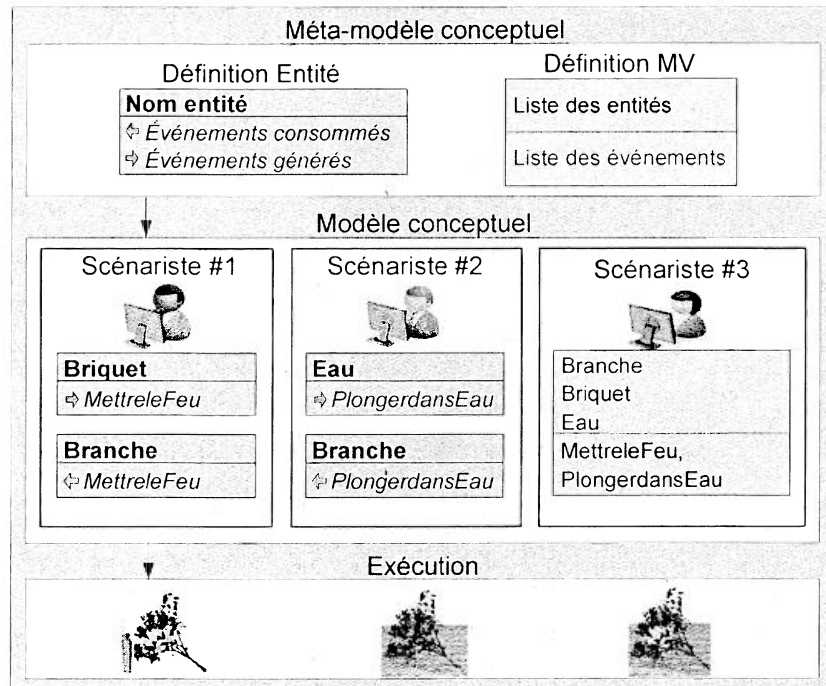 Méta-modèle conceptuel
Définition Entité
Nom entité
⇦ Événements consommés
⇨ Événements générés
Définition MV
Liste des entités
Liste des événements
Modèle conceptuel
Scénariste #1
Briquet
⇨ MettreleFeu
Branche
⇦ MettreleFeu
Scénariste #2
Eau
⇨ PlongerdansEau
Branche
⇦ PlongerdansEau
Scénariste #3
Branche
Briquet
Eau
MettreleFeu,
PlongerdansEau
Exécution